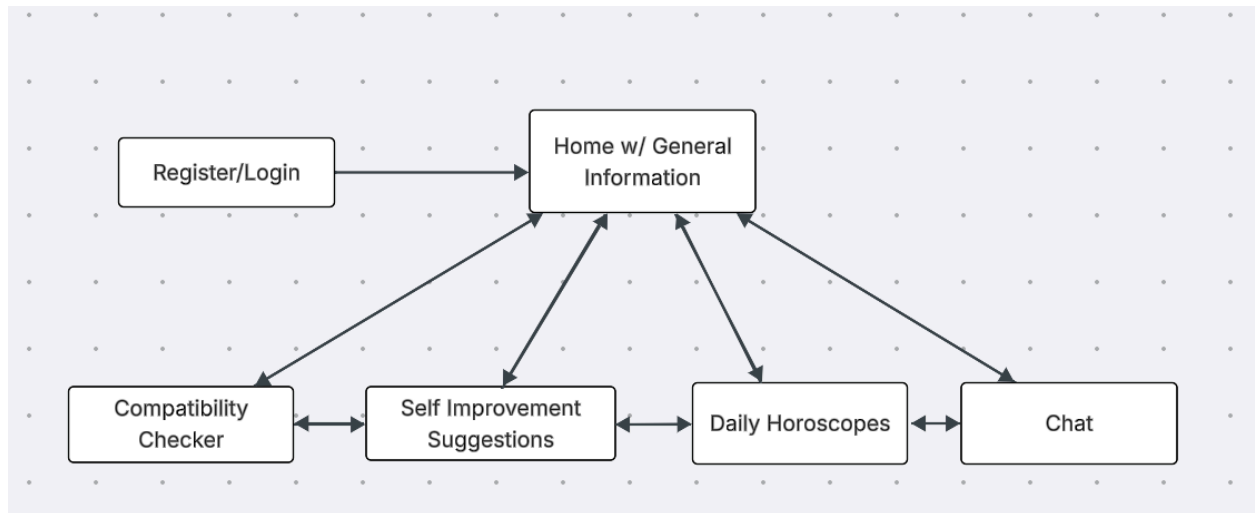 Home w/ General
Information
Register/Login
Compatibility
Checker
Self Improvement
Suggestions
Daily Horoscopes
Chat